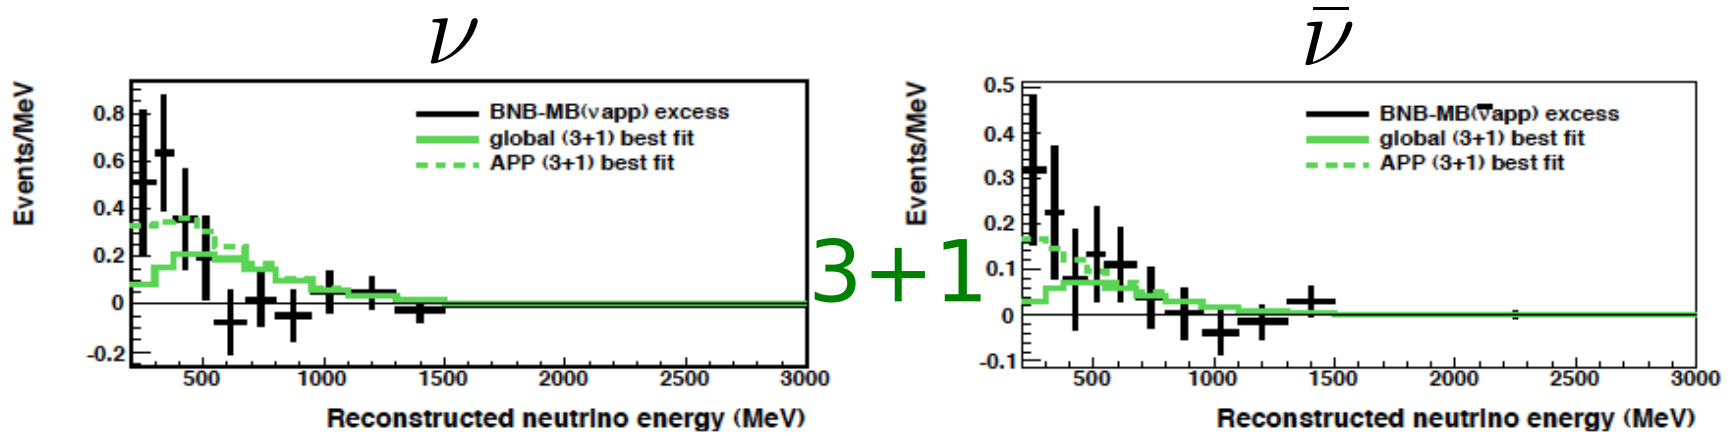 ν
Events/MeV
0.8
0.6
0.4
0.2
0
-0.2
BNB-MB(νapp) excess
global (3+1) best fit
APP (3+1) best fit
500 1000 1500 2000 2500 3000
Reconstructed neutrino energy (MeV)
3+1
ν̄
Events/MeV
0.5
0.4
0.3
0.2
0.1
0
-0.1
BNB-MB(ν̄app) excess
global (3+1) best fit
APP (3+1) best fit
500 1000 1500 2000 2500 3000
Reconstructed neutrino energy (MeV)